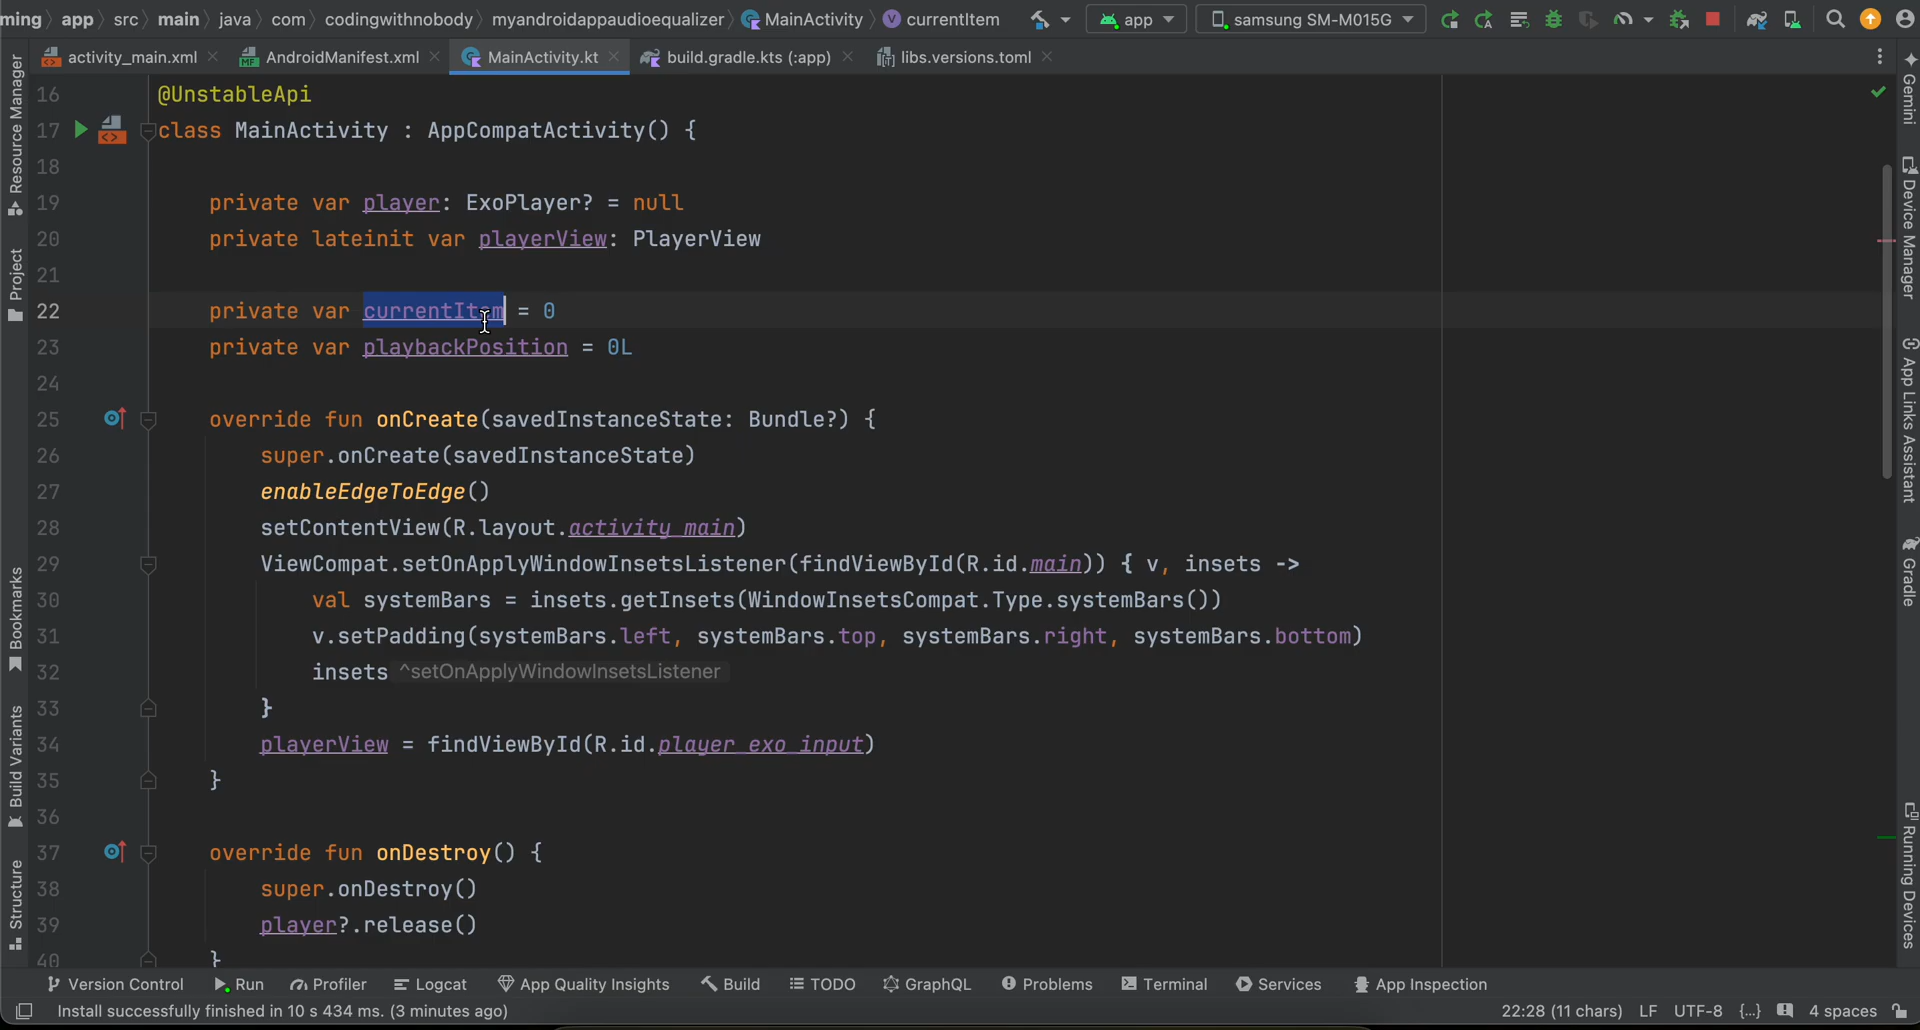 ming app src main java com codingwithnobody myandroidappaudioequalizer MainActivity currentItem app samsung SM-M015G
activity_main.xml AndroidManifest.xml MainActivity.kt build.gradle.kts (:app) libs.versions.toml
16 @UnstableApi
17 class MainActivity : AppCompatActivity() {
18
19 private var player: ExoPlayer? = null
20 private lateinit var playerView: PlayerView
21
22 private var currentItem = 0
23 private var playbackPosition = 0L
24
25 override fun onCreate(savedInstanceState: Bundle?) {
26 super.onCreate(savedInstanceState)
27 enableEdgeToEdge()
28 setContentView(R.layout.activity_main)
29 ViewCompat.setOnApplyWindowInsetsListener(findViewById(R.id.main)) { v, insets ->
30 val systemBars = insets.getInsets(WindowInsetsCompat.Type.systemBars())
31 v.setPadding(systemBars.left, systemBars.top, systemBars.right, systemBars.bottom)
32 insets ^setOnApplyWindowInsetsListener
33 }
34 playerView = findViewById(R.id.player_exo_input)
35 }
36
37 override fun onDestroy() {
38 super.onDestroy()
39 player?.release()
40 }
Resource Manager
Project
Bookmarks
Build Variants
Structure
Gemini
Device Manager
App Links Assistant
Gradle
Running Devices
Version Control Run Profiler Logcat App Quality Insights Build TODO GraphQL Problems Terminal Services App Inspection
Install successfully finished in 10 s 434 ms. (3 minutes ago) 22:28 (11 chars) LF UTF-8 {...} 4 spaces